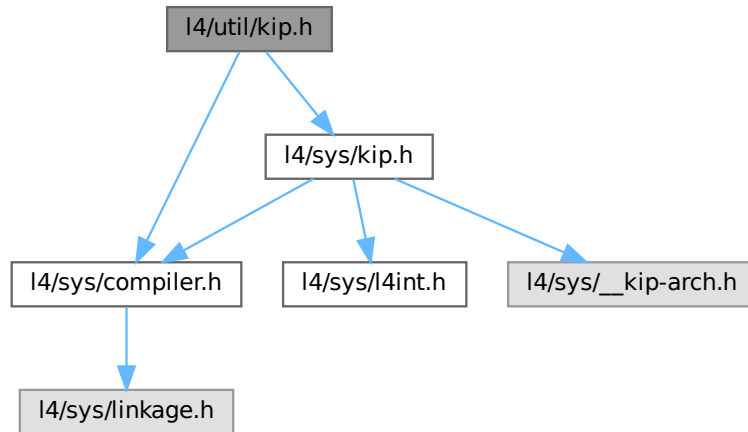 l4/util/kip.h
l4/sys/kip.h
l4/sys/compiler.h
l4/sys/l4int.h
l4/sys/__kip-arch.h
l4/sys/linkage.h